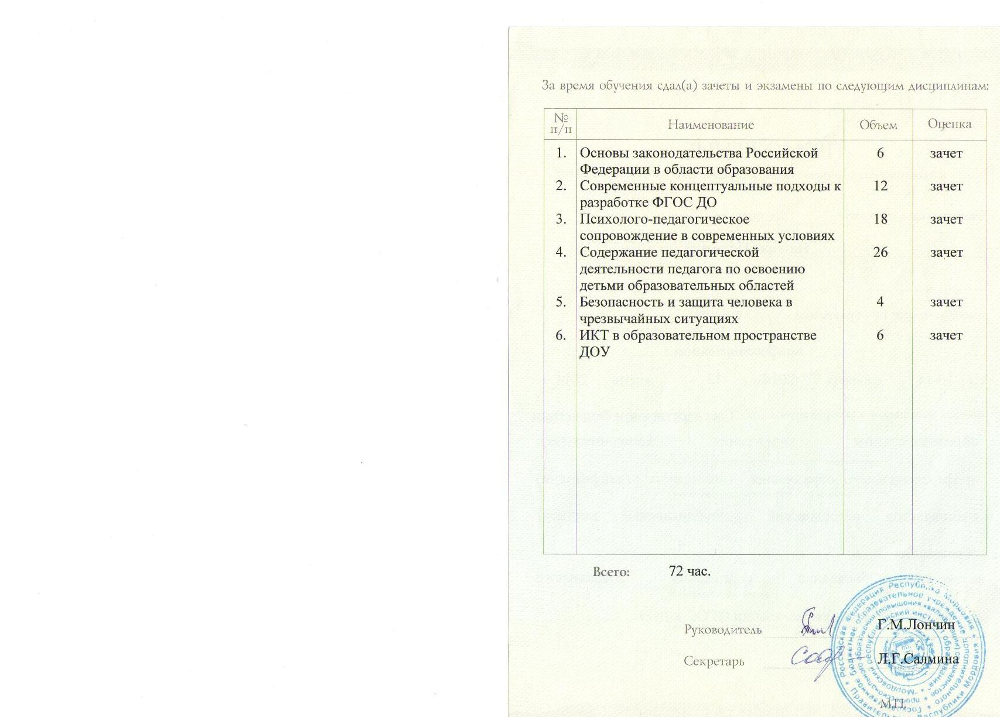 За время обучения сдал(а) зачеты и экзамены по следующим дисциплинам:
№ п/п Наименование Объем Оценка
1. Основы законодательства Российской 6 зачет
Федерации в области образования
2. Современные концептуальные подходы к 12 зачет
разработке ФГОС ДО
3. Психолого-педагогическое 18 зачет
сопровождение в современных условиях
4. Содержание педагогической 26 зачет
деятельности педагога по освоению
детьми образовательных областей
5. Безопасность и защита человека в 4 зачет
чрезвычайных ситуациях
6. ИКТ в образовательном пространстве 6 зачет
ДОУ
Всего: 72 час.
Руководитель Г.М.Лончин
Секретарь Л.Г.Салмина
М.П.